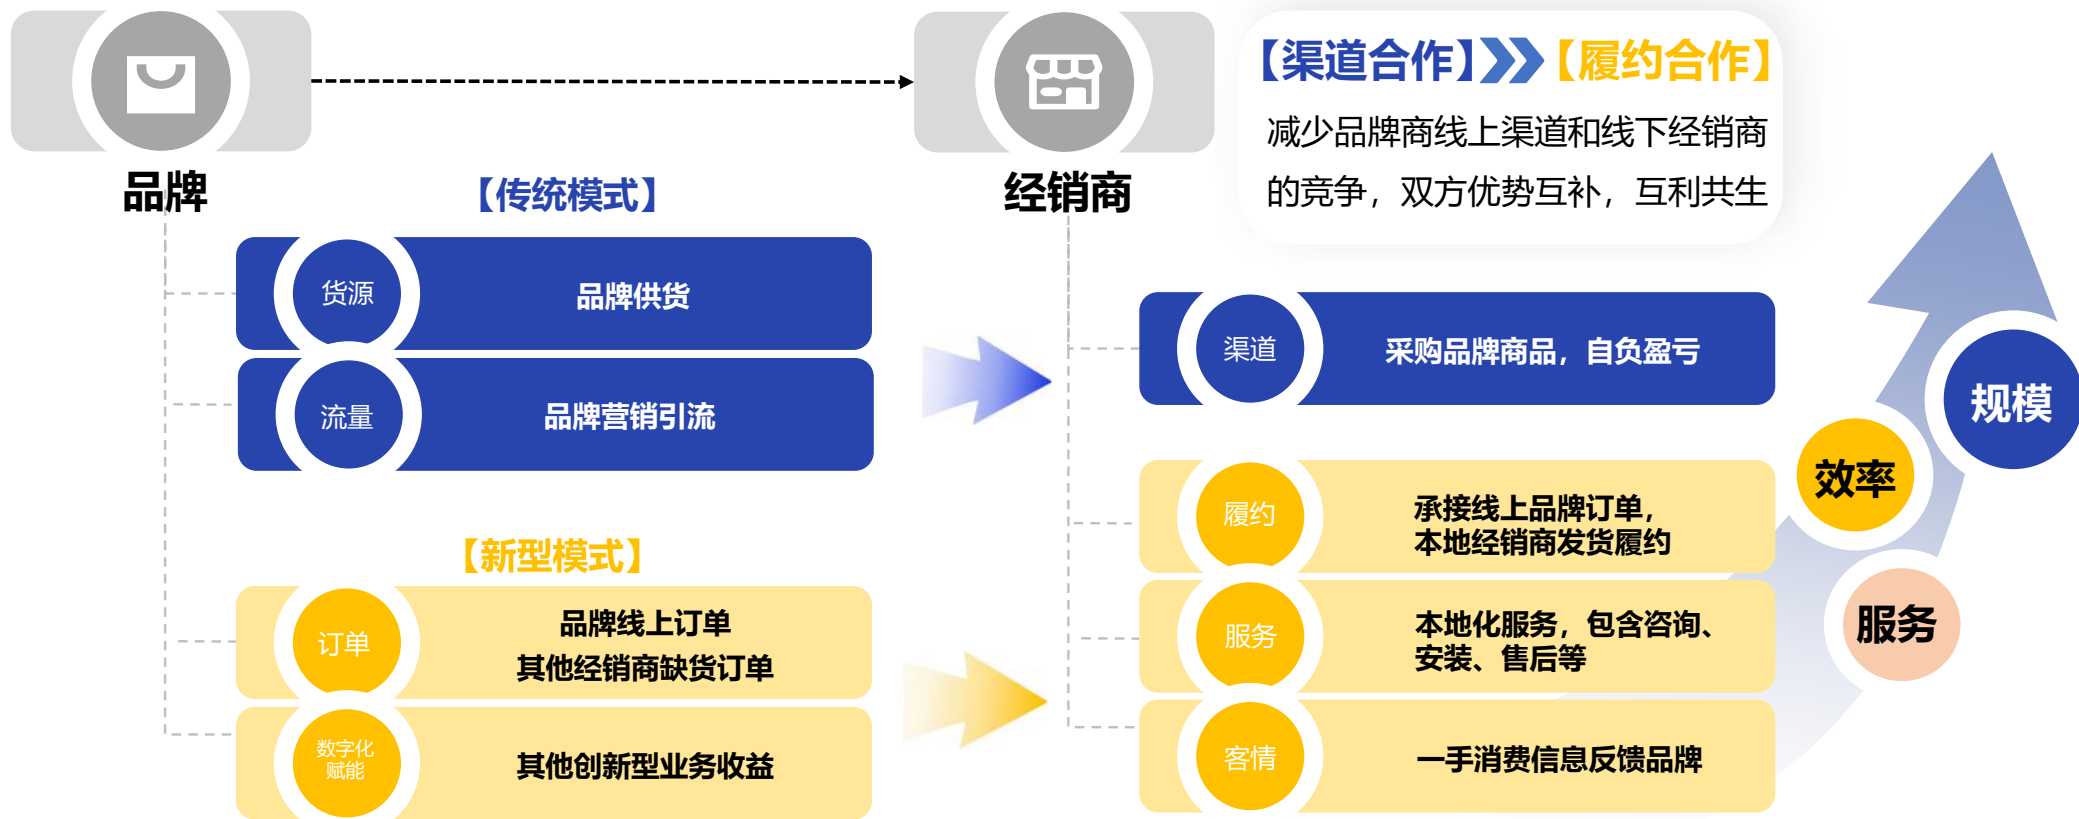 【渠道合作】【履约合作】
减少品牌商线上渠道和线下经销商
的竞争，双方优势互补，互利共生
品牌
经销商
【传统模式】
货源
品牌供货
流量
品牌营销引流
渠道
采购品牌商品，自负盈亏
【新型模式】
订单
品牌线上订单
其他经销商缺货订单
数字化
赋能
其他创新型业务收益
履约
承接线上品牌订单，
本地经销商发货履约
服务
本地化服务，包含咨询、
安装、售后等
客情
一手消费信息反馈品牌
规模
效率
服务